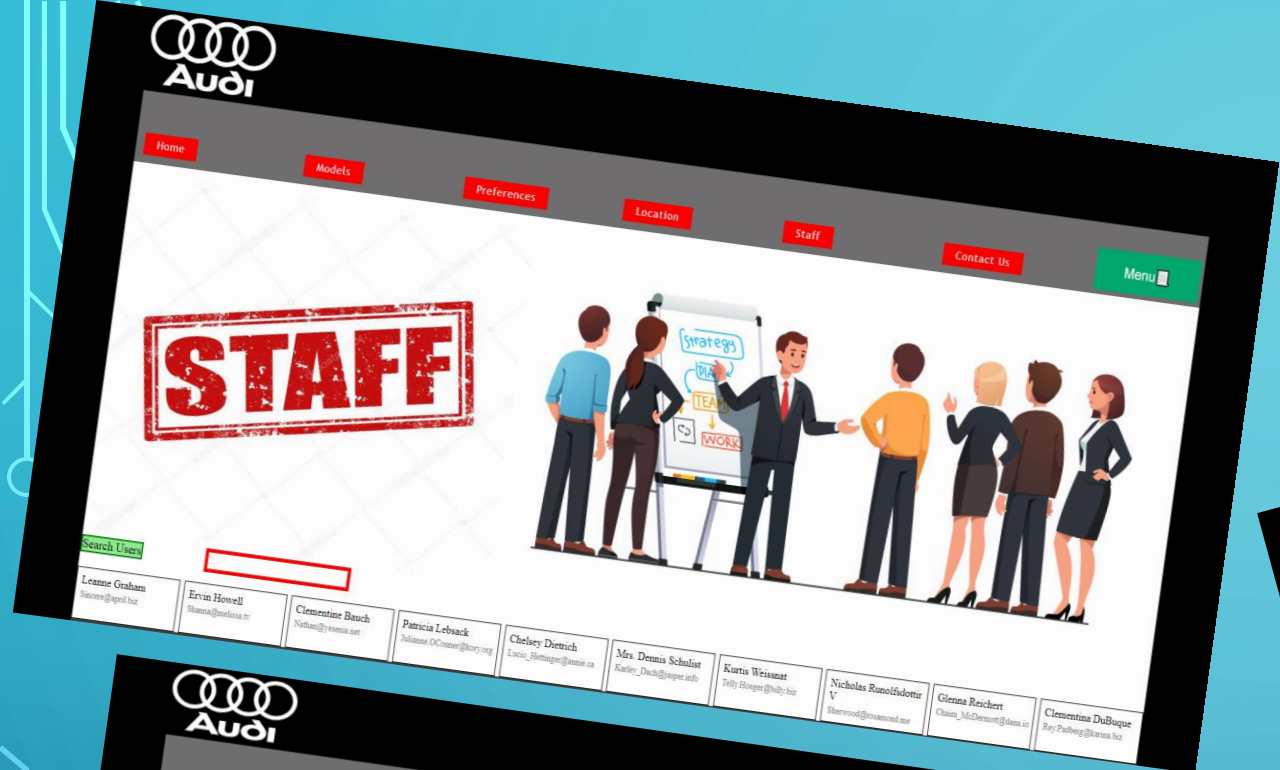 Audi
Home
Models
Preferences
Location
Staff
Contact Us
Menu
STAFF
Strategy
TEAM
WORK
Search Users
Leanne Graham
Sincere@april.biz
Ervin Howell
Shanna@melissa.tv
Clementine Bauch
Nathan@yesenia.net
Patricia Lebsack
Julianne.OConner@kory.org
Chelsey Dietrich
Lucio_Hettinger@annie.ca
Mrs. Dennis Schulist
Karley_Dach@jasper.info
Kurtis Weissnat
Telly.Hoeger@billy.biz
Nicholas Runolfsdottir
V
Sherwood@rosamond.me
Glenna Reichert
Chaim_McDermott@dana.io
Clementina DuBuque
Rey.Padberg@karina.biz
Audi